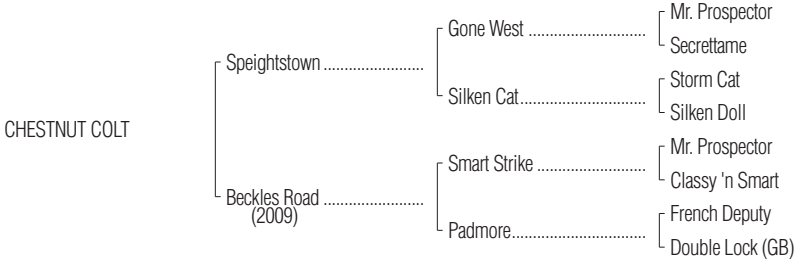 Mr. Prospector
Gone West ..............................
Secrettame
Speightstown .........................
Storm Cat
Silken Cat.................................
Silken Doll
CHESTNUT COLT
Mr. Prospector
Smart Strike ............................
Classy 'n Smart
Beckles Road .........................
(2009)
French Deputy
Padmore...................................
Double Lock (GB)